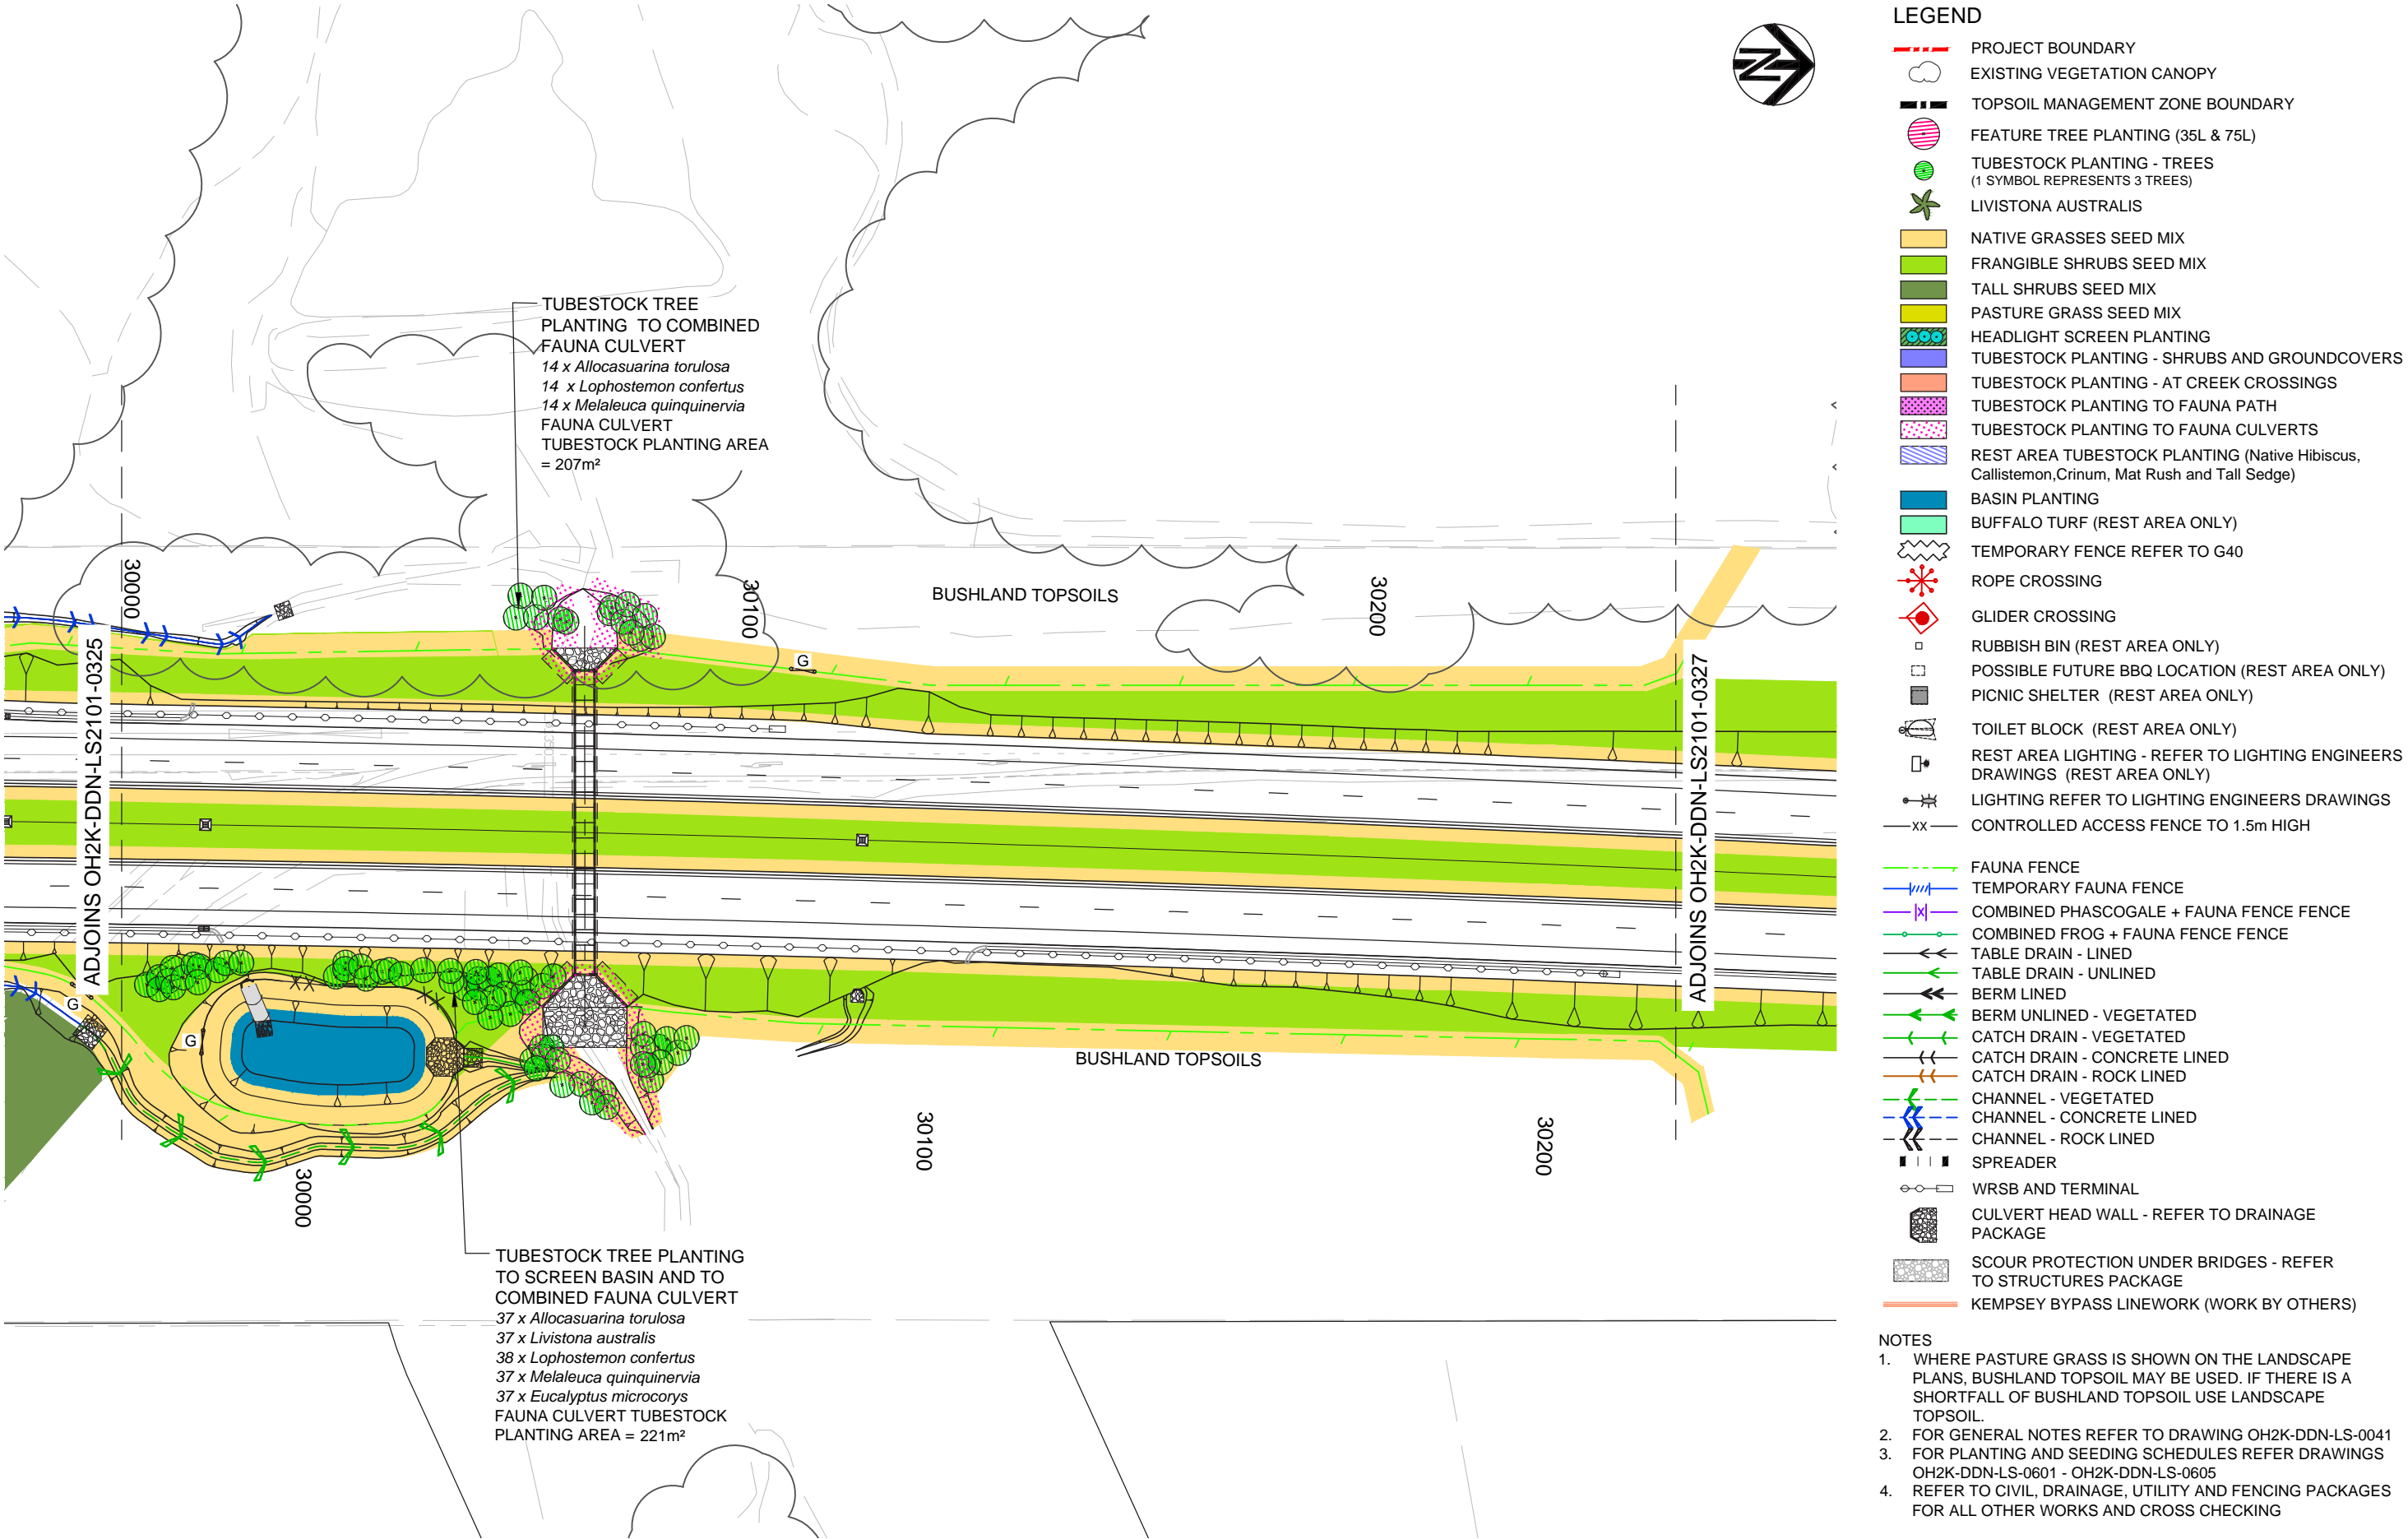 TUBESTOCK TREE
PLANTING TO COMBINED
FAUNA CULVERT
14 x Allocasuarina torulosa
14 x Lophostemon confertus
14 x Melaleuca quinquinervia
FAUNA CULVERT
TUBESTOCK PLANTING AREA
= 207m²
30000
30100
30200
BUSHLAND TOPSOILS
ADJOINS OH2K-DDN-LS2101-0325
ADJOINS OH2K-DDN-LS2101-0327
G
G
G
BUSHLAND TOPSOILS
30000
30100
30200
TUBESTOCK TREE PLANTING
TO SCREEN BASIN AND TO
COMBINED FAUNA CULVERT
37 x Allocasuarina torulosa
37 x Livistona australis
38 x Lophostemon confertus
37 x Melaleuca quinquinervia
37 x Eucalyptus microcorys
FAUNA CULVERT TUBESTOCK
PLANTING AREA = 221m²
N
LEGEND
PROJECT BOUNDARY
EXISTING VEGETATION CANOPY
TOPSOIL MANAGEMENT ZONE BOUNDARY
FEATURE TREE PLANTING (35L & 75L)
TUBESTOCK PLANTING - TREES
(1 SYMBOL REPRESENTS 3 TREES)
LIVISTONA AUSTRALIS
NATIVE GRASSES SEED MIX
FRANGIBLE SHRUBS SEED MIX
TALL SHRUBS SEED MIX
PASTURE GRASS SEED MIX
HEADLIGHT SCREEN PLANTING
TUBESTOCK PLANTING - SHRUBS AND GROUNDCOVERS
TUBESTOCK PLANTING - AT CREEK CROSSINGS
TUBESTOCK PLANTING TO FAUNA PATH
TUBESTOCK PLANTING TO FAUNA CULVERTS
REST AREA TUBESTOCK PLANTING (Native Hibiscus,
Callistemon,Crinum, Mat Rush and Tall Sedge)
BASIN PLANTING
BUFFALO TURF (REST AREA ONLY)
TEMPORARY FENCE REFER TO G40
ROPE CROSSING
GLIDER CROSSING
RUBBISH BIN (REST AREA ONLY)
POSSIBLE FUTURE BBQ LOCATION (REST AREA ONLY)
PICNIC SHELTER (REST AREA ONLY)
TOILET BLOCK (REST AREA ONLY)
REST AREA LIGHTING - REFER TO LIGHTING ENGINEERS
DRAWINGS (REST AREA ONLY)
LIGHTING REFER TO LIGHTING ENGINEERS DRAWINGS
XX CONTROLLED ACCESS FENCE TO 1.5m HIGH
FAUNA FENCE
TEMPORARY FAUNA FENCE
X COMBINED PHASCOGALE + FAUNA FENCE FENCE
COMBINED FROG + FAUNA FENCE FENCE
TABLE DRAIN - LINED
TABLE DRAIN - UNLINED
BERM LINED
BERM UNLINED - VEGETATED
CATCH DRAIN - VEGETATED
CATCH DRAIN - CONCRETE LINED
CATCH DRAIN - ROCK LINED
CHANNEL - VEGETATED
CHANNEL - CONCRETE LINED
CHANNEL - ROCK LINED
SPREADER
WRSB AND TERMINAL
CULVERT HEAD WALL - REFER TO DRAINAGE
PACKAGE
SCOUR PROTECTION UNDER BRIDGES - REFER
TO STRUCTURES PACKAGE
KEMPSEY BYPASS LINEWORK (WORK BY OTHERS)
NOTES
1. WHERE PASTURE GRASS IS SHOWN ON THE LANDSCAPE
PLANS, BUSHLAND TOPSOIL MAY BE USED. IF THERE IS A
SHORTFALL OF BUSHLAND TOPSOIL USE LANDSCAPE
TOPSOIL.
2. FOR GENERAL NOTES REFER TO DRAWING OH2K-DDN-LS-0041
3. FOR PLANTING AND SEEDING SCHEDULES REFER DRAWINGS
OH2K-DDN-LS-0601 - OH2K-DDN-LS-0605
4. REFER TO CIVIL, DRAINAGE, UTILITY AND FENCING PACKAGES
FOR ALL OTHER WORKS AND CROSS CHECKING